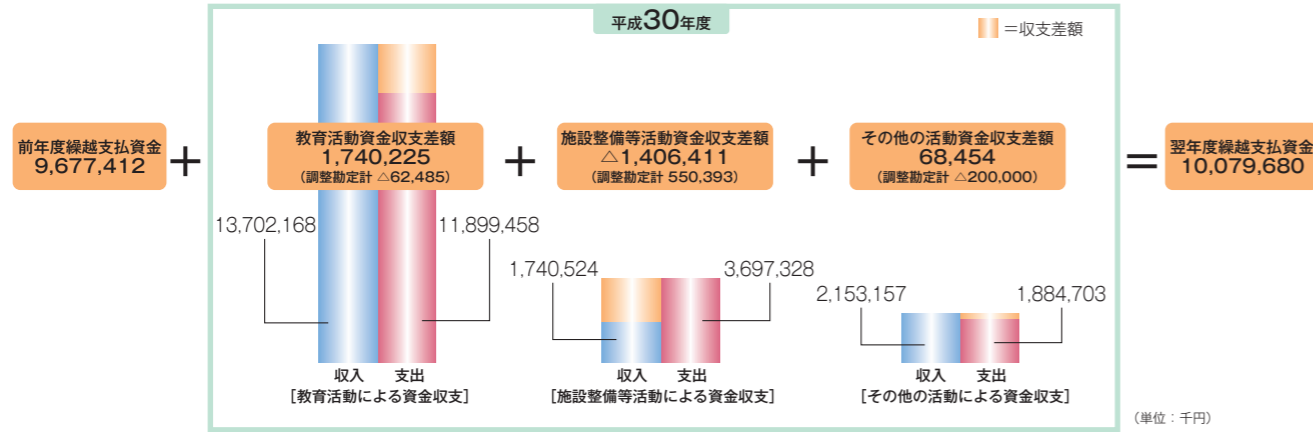 平成30年度
＝収支差額
前年度繰越支払資金
9,677,412
＋
教育活動資金収支差額
1,740,225
（調整勘定計 △62,485）
＋
施設整備等活動資金収支差額
△1,406,411
（調整勘定計 550,393）
＋
その他の活動資金収支差額
68,454
（調整勘定計 △200,000）
＝
翌年度繰越支払資金
10,079,680
13,702,168
11,899,458
1,740,524
3,697,328
2,153,157
1,884,703
収入 支出
［教育活動による資金収支］
収入 支出
［施設整備等活動による資金収支］
収入 支出
［その他の活動による資金収支］
（単位：千円）